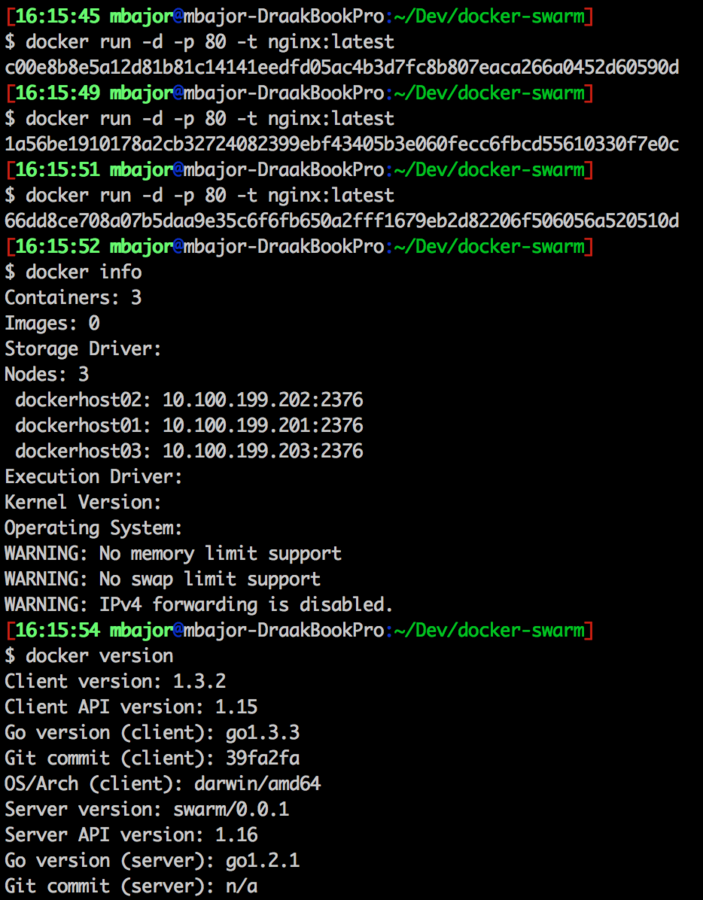 [16:15:45 mbajor@mbajor-DraakBookPro:~/Dev/docker-swarm]
$ docker run -d -p 80 -t nginx:latest
c00e8b8e5a12d81b81c14141eedfd05ac4b3d7fc8b807eaca266a0452d60590d
[16:15:49 mbajor@mbajor-DraakBookPro:~/Dev/docker-swarm]
$ docker run -d -p 80 -t nginx:latest
1a56be1910178a2cb32724082399ebf43405b3e060fecc6fbcd55610330f7e0c
[16:15:51 mbajor@mbajor-DraakBookPro:~/Dev/docker-swarm]
$ docker run -d -p 80 -t nginx:latest
66dd8ce708a07b5daa9e35c6f6fb650a2fff1679eb2d82206f506056a520510d
[16:15:52 mbajor@mbajor-DraakBookPro:~/Dev/docker-swarm]
$ docker info
Containers: 3
Images: 0
Storage Driver:
Nodes: 3
 dockerhost02: 10.100.199.202:2376
 dockerhost01: 10.100.199.201:2376
 dockerhost03: 10.100.199.203:2376
Execution Driver:
Kernel Version:
Operating System:
WARNING: No memory limit support
WARNING: No swap limit support
WARNING: IPv4 forwarding is disabled.
[16:15:54 mbajor@mbajor-DraakBookPro:~/Dev/docker-swarm]
$ docker version
Client version: 1.3.2
Client API version: 1.15
Go version (client): go1.3.3
Git commit (client): 39fa2fa
OS/Arch (client): darwin/amd64
Server version: swarm/0.0.1
Server API version: 1.16
Go version (server): go1.2.1
Git commit (server): n/a